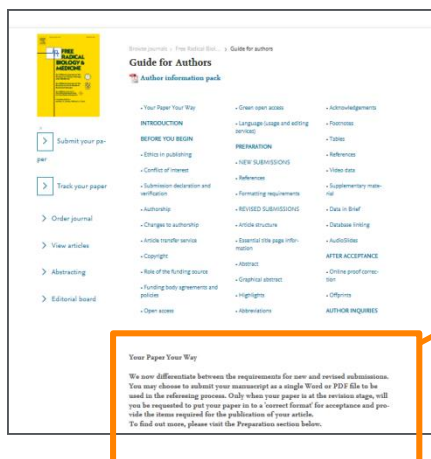 FREE
RADICAL
BIOLOGY &
MEDICINE
Browse journals > Free Radical Biol... > Guide for authors
Guide for Authors
Author information pack
Submit your pa-
per
Track your paper
Order journal
View articles
Abstracting
Editorial board
• Your Paper Your Way
INTRODUCTION
BEFORE YOU BEGIN
• Ethics in publishing
• Conflict of interest
• Submission declaration and
verification
• Authorship
• Changes to authorship
• Article transfer service
• Copyright
• Role of the funding source
• Funding body agreements and
policies
• Open access
• Green open access
• Language (usage and editing
services)
PREPARATION
• NEW SUBMISSIONS
• References
• Formatting requirements
• REVISED SUBMISSIONS
• Article structure
• Essential title page infor-
mation
• Abstract
• Graphical abstract
• Highlights
• Abbreviations
• Acknowledgements
• Footnotes
• Tables
• References
• Video data
• Supplementary mate-
rial
• Data in Brief
• Database linking
• AudioSlides
AFTER ACCEPTANCE
• Online proof correc-
tion
• Offprints
AUTHOR INQUIRIES
Your Paper Your Way
We now differentiate between the requirements for new and revised submissions.
You may choose to submit your manuscript as a single Word or PDF file to be
used in the refereeing process. Only when your paper is at the revision stage, will
you be requested to put your paper in to a 'correct format' for acceptance and pro-
vide the items required for the publication of your article.
To find out more, please visit the Preparation section below.